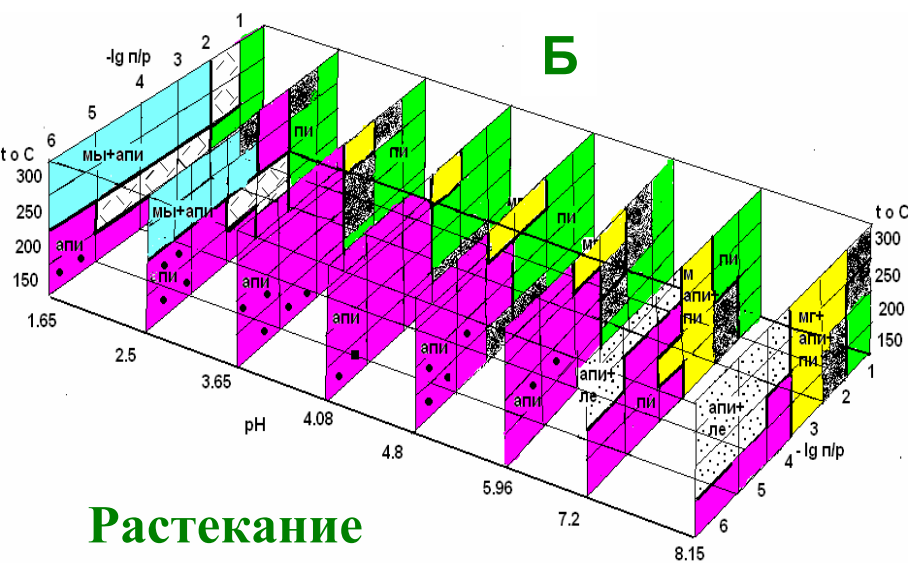 Б
-lg п/р
1
2
3
4
5
6
t o C
300
250
200
150
мы+апи
мы+апи
апи
апи
апи
апи
апи
апи
пи
пи
пи
пи
пи
м
апи+
пи
апи+
ле
апи+
ле
мг+
апи+
пи
t o C
300
250
200
150
1
2
3
4
5
6
- lg п/р
1.65
2.5
3.65
4.08
4.8
5.96
7.2
8.15
pH
Растекание